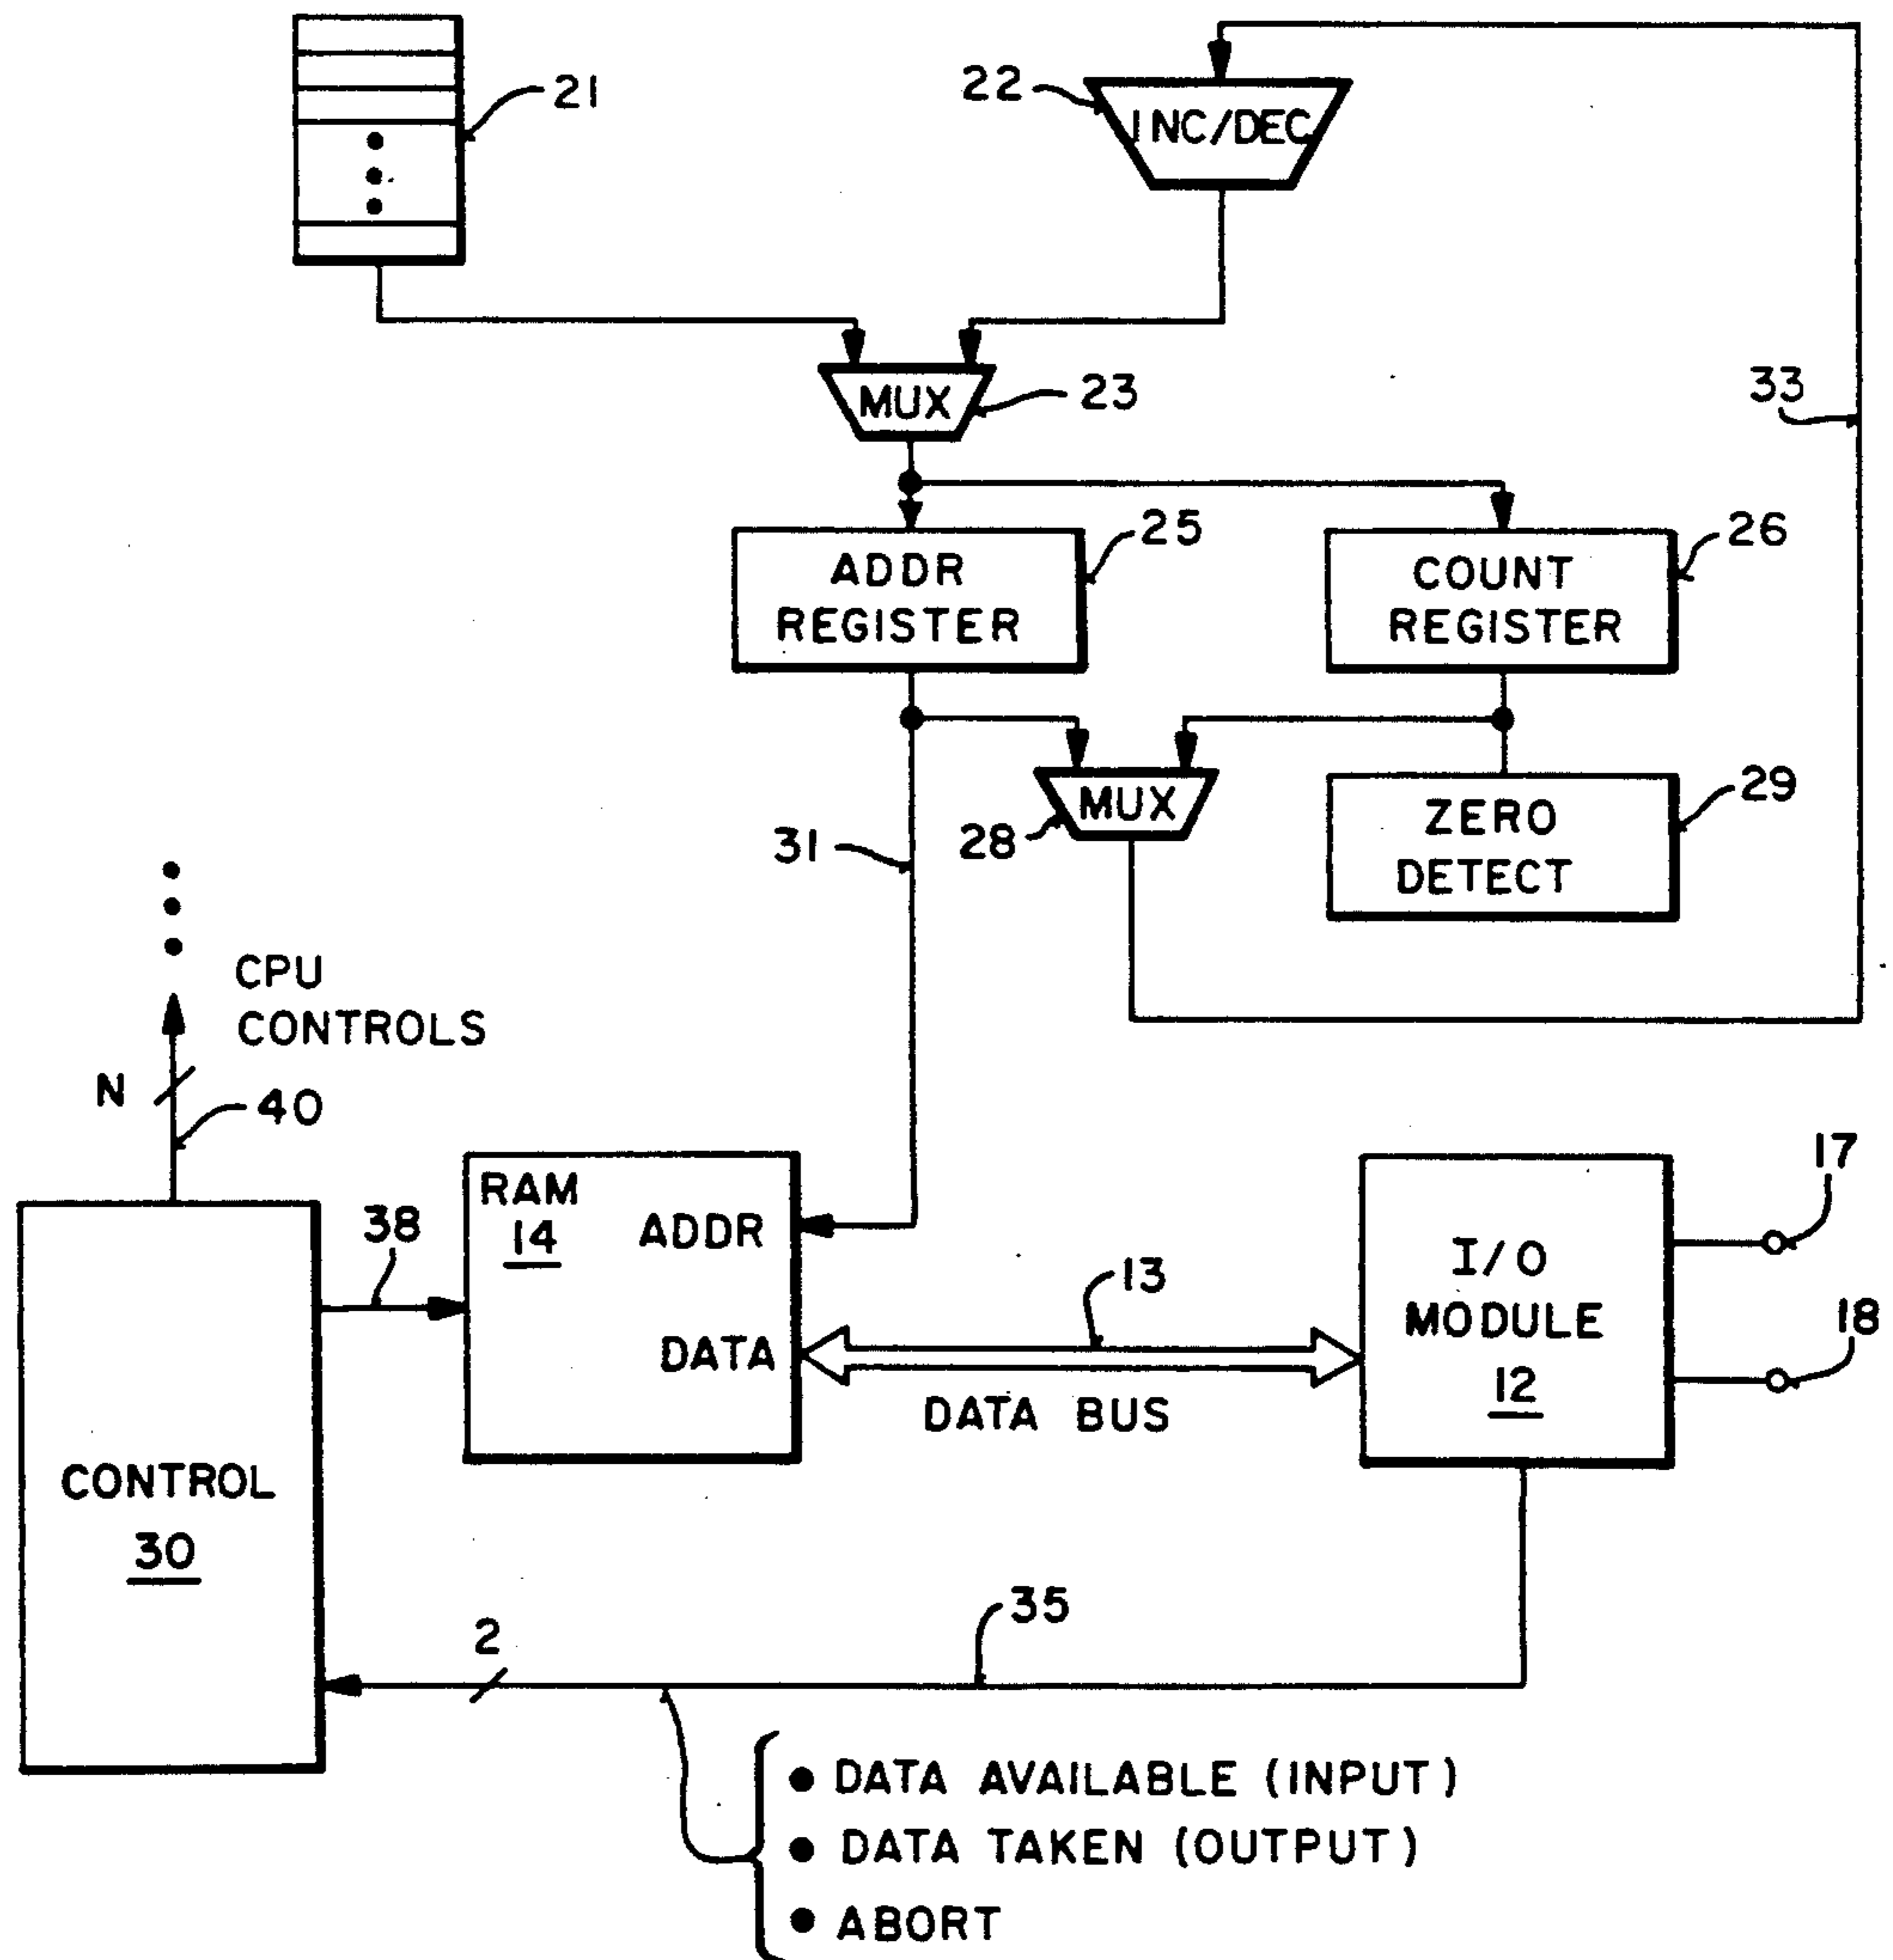 21
22
INC/DEC
MUX
23
33
25
ADDR
REGISTER
26
COUNT
REGISTER
MUX
28
29
ZERO
DETECT
31
CPU
CONTROLS
N
40
38
RAM
14
ADDR
DATA
13
DATA BUS
17
18
I/O
MODULE
12
CONTROL
30
2
35
• DATA AVAILABLE (INPUT)
• DATA TAKEN (OUTPUT)
• ABORT